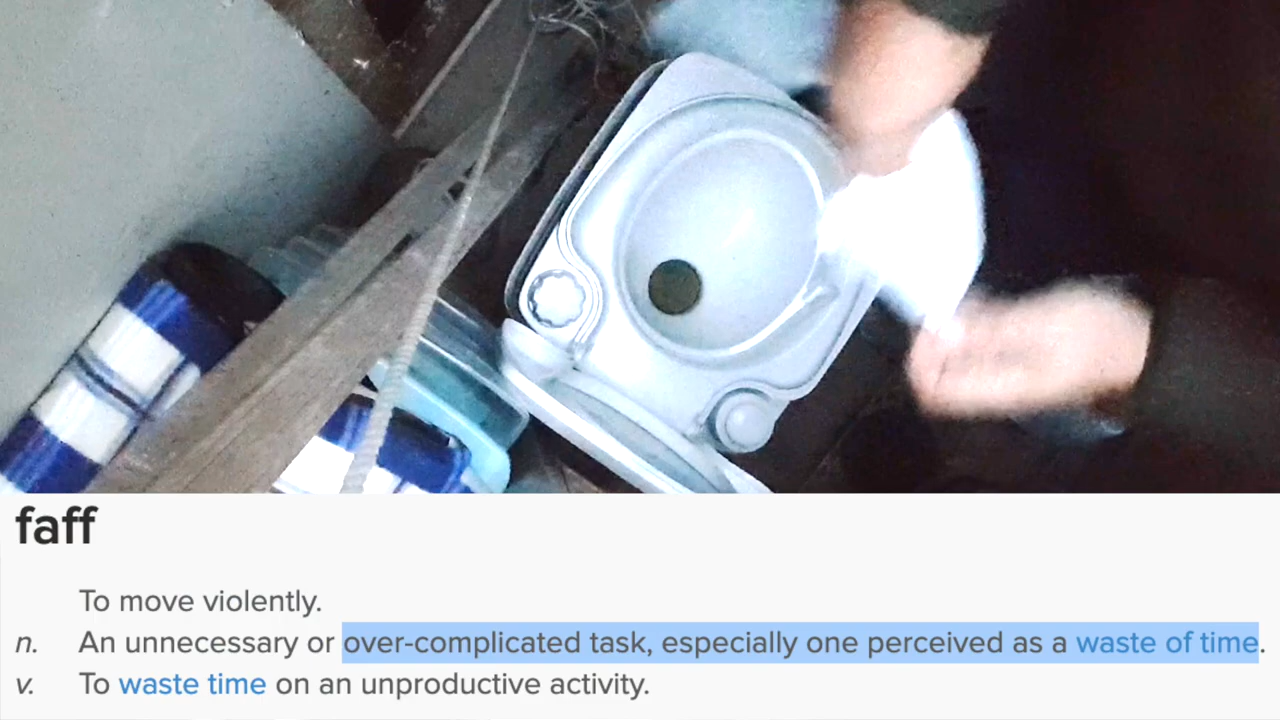 faff
To move violently.
n. An unnecessary or over-complicated task, especially one perceived as a waste of time.
v. To waste time on an unproductive activity.